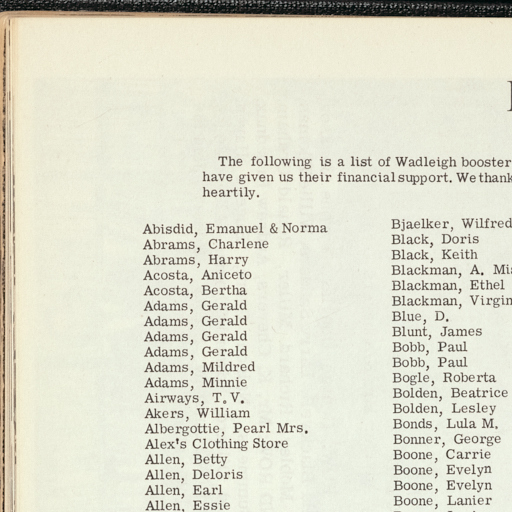 The following is a list of Wadleigh booster
have given us their financial support. We thank
heartily.
Abisdid, Emanuel & Norma
Abrams, Charlene
Abrams, Harry
Acosta, Aniceto
Acosta, Bertha
Adams, Gerald
Adams, Gerald
Adams, Gerald
Adams, Gerald
Adams, Mildred
Adams, Minnie
Airways, T.V.
Akers, William
Albergottie, Pearl Mrs.
Alex's Clothing Store
Allen, Betty
Allen, Deloris
Allen, Earl
Allen, Essie
Bjaelker, Wilfred
Black, Doris
Black, Keith
Blackman, A. Mis
Blackman, Ethel
Blackman, Virgin
Blue, D.
Blunt, James
Bobb, Paul
Bobb, Paul
Bogle, Roberta
Bolden, Beatrice
Bolden, Lesley
Bonds, Lula M.
Bonner, George
Boone, Carrie
Boone, Evelyn
Boone, Evelyn
Boone, Lanier